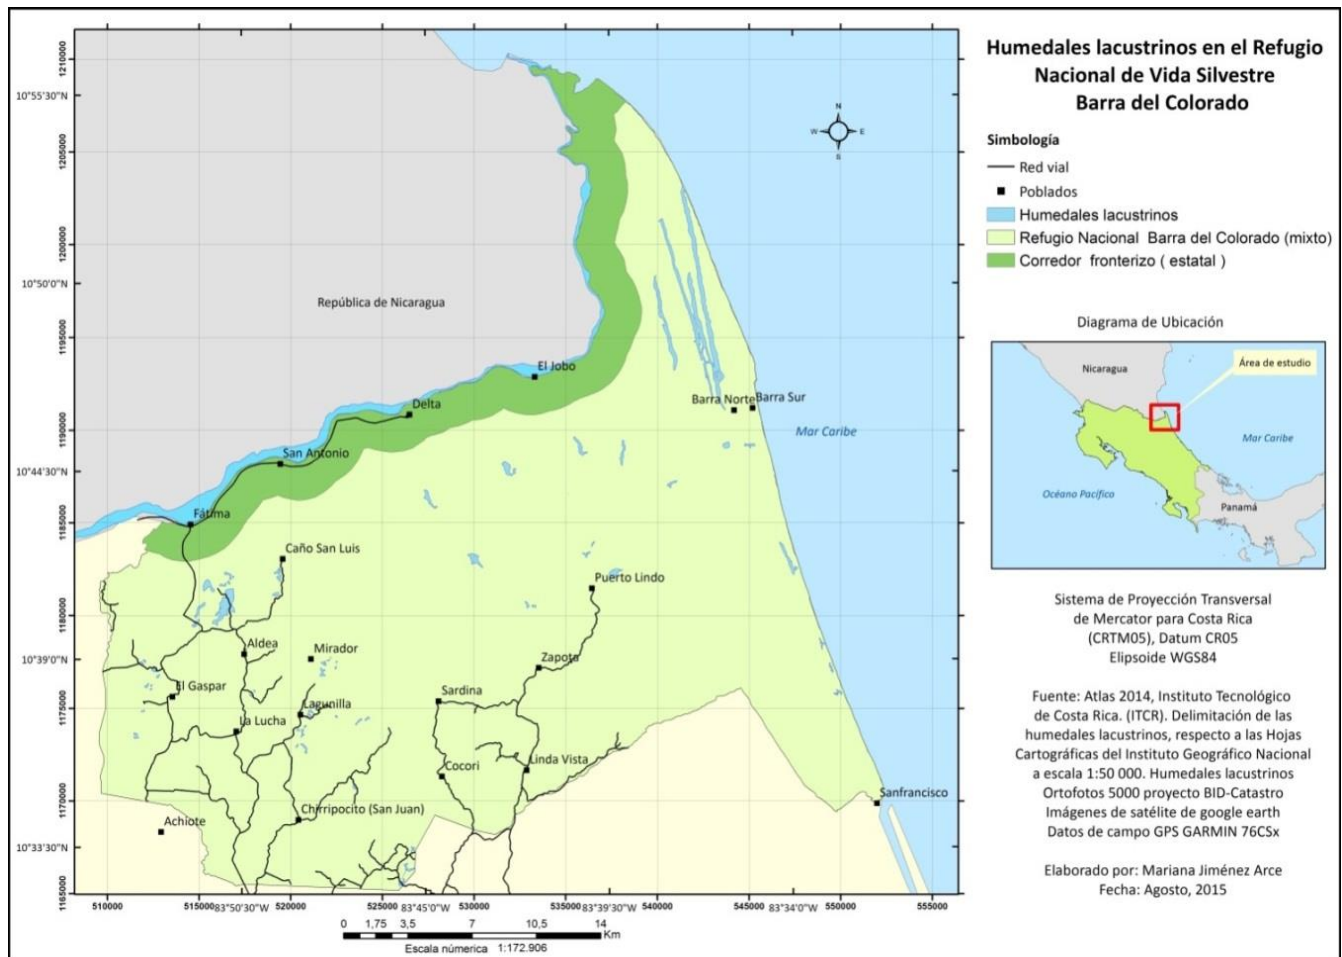 Humedales lacustrinos en el Refugio
Nacional de Vida Silvestre
Barra del Colorado
Simbología
Red vial
Poblados
Humedales lacustrinos
Refugio Nacional Barra del Colorado (mixto)
Corredor fronterizo ( estatal )
Diagrama de Ubicación
Nicaragua
Área de estudio
Mar Caribe
Océano Pacífico
Panamá
Sistema de Proyección Transversal
de Mercator para Costa Rica
(CRTM05), Datum CR05
Elipsoide WGS84
Fuente: Atlas 2014, Instituto Tecnológico
de Costa Rica. (ITCR). Delimitación de las
humedales lacustrinos, respecto a las Hojas
Cartográficas del Instituto Geográfico Nacional
a escala 1:50 000. Humedales lacustrinos
Ortofotos 5000 proyecto BID-Catastro
Imágenes de satélite de google earth
Datos de campo GPS GARMIN 76CSx
Elaborado por: Mariana Jiménez Arce
Fecha: Agosto, 2015
N
W E
S
República de Nicaragua
El Jobo
Delta
Barra Norte
Barra Sur
Mar Caribe
San Antonio
Fátima
Caño San Luis
Puerto Lindo
Aldea
Mirador
Zapota
El Gaspar
Sardina
Lagunilla
La Lucha
Linda Vista
Cocori
Sanfrancisco
Chirripocito (San Juan)
Achiote
1210000
10°55'30"N
1205000
1200000
10°50'0"N
1195000
1190000
10°44'30"N
1185000
1180000
10°39'0"N
1175000
1170000
10°33'30"N
1165000
510000 515000 83°50'30"W 520000 525000 83°45'0"W 530000 535000 83°39'30"W 540000 545000 83°34'0"W 550000 555000
0 1,75 3,5 7 10,5 14
Km
Escala númerica 1:172.906